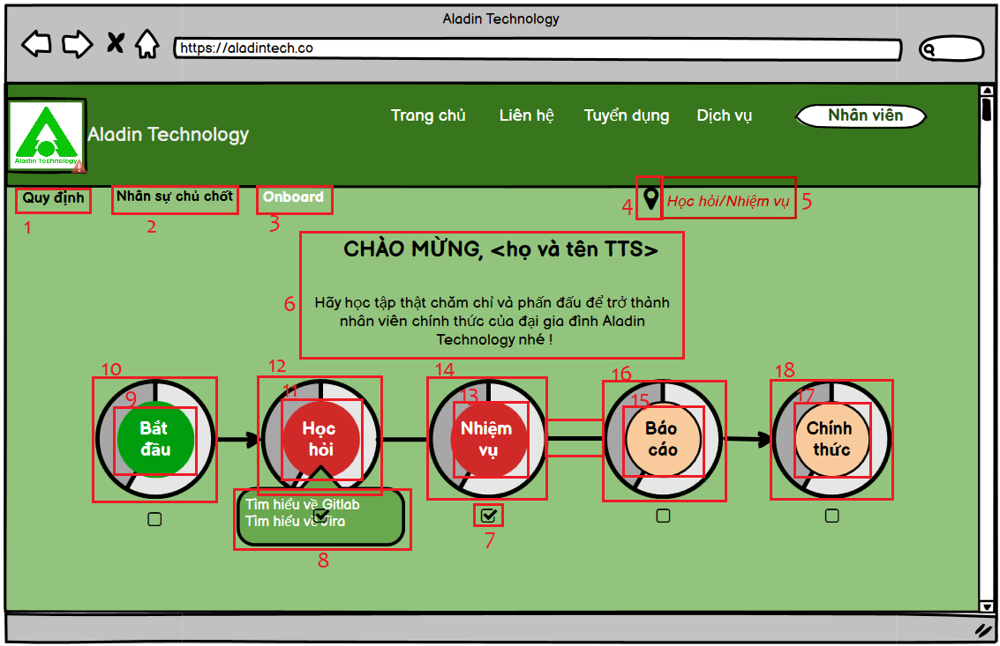 Aladin Technology
https://aladintech.co
Trang chủ Liên hệ Tuyển dụng Dịch vụ Nhân viên
Aladin Technology
Aladin Technology
Quy định Nhân sự chủ chốt Onboard
Học hỏi/Nhiệm vụ
1 2 3 4 5
CHÀO MỪNG, <họ và tên TTS>
6
Hãy học tập thật chăm chỉ và phấn đấu để trở thành
nhân viên chính thức của đại gia đình Aladin
Technology nhé !
10 12 14 16 18
9 11 13 15 17
Bắt
đầu
Học
hỏi
Nhiệm
vụ
Báo
cáo
Chính
thức
Tìm hiểu về Gitlab
Tìm hiểu về Jira
7
8